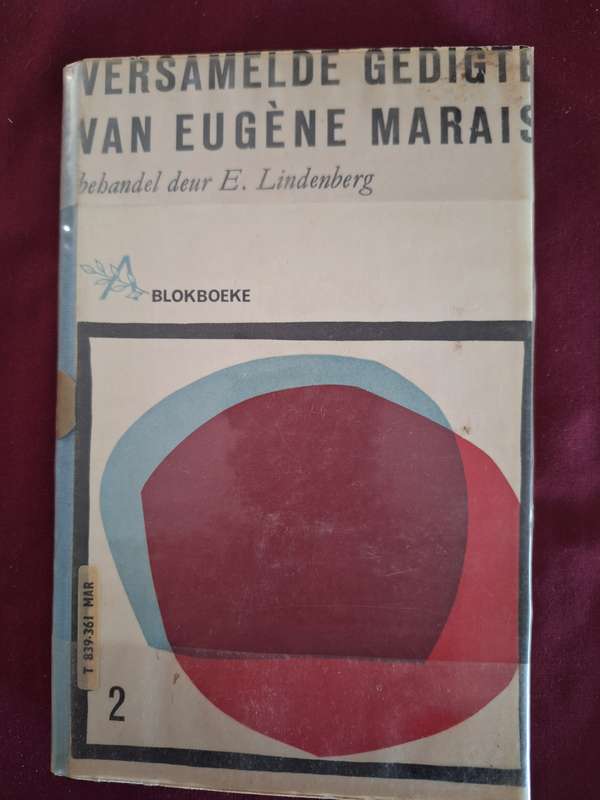 VERSAMELDE GEDIGTE
VAN EUGÈNE MARAIS
behandel deur E. Lindenberg
A
BLOKBOEKE
T 839.361 MAR
2